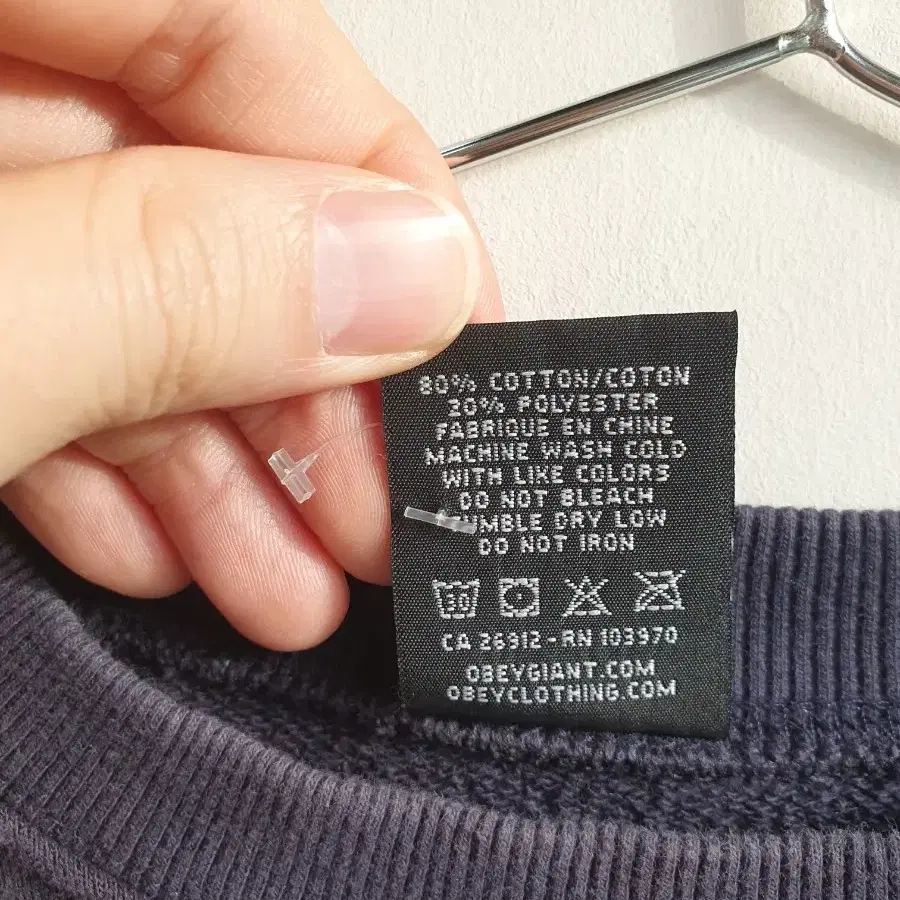 80% COTTON/COTON
20% POLYESTER
FABRIQUE EN CHINE
MACHINE WASH COLD
WITH LIKE COLORS
DO NOT BLEACH
UMBLE DRY LOW
DO NOT IRON
30
CA 26912 - RN 103970
OBEYGIANT.COM
OBEYCLOTHING.COM